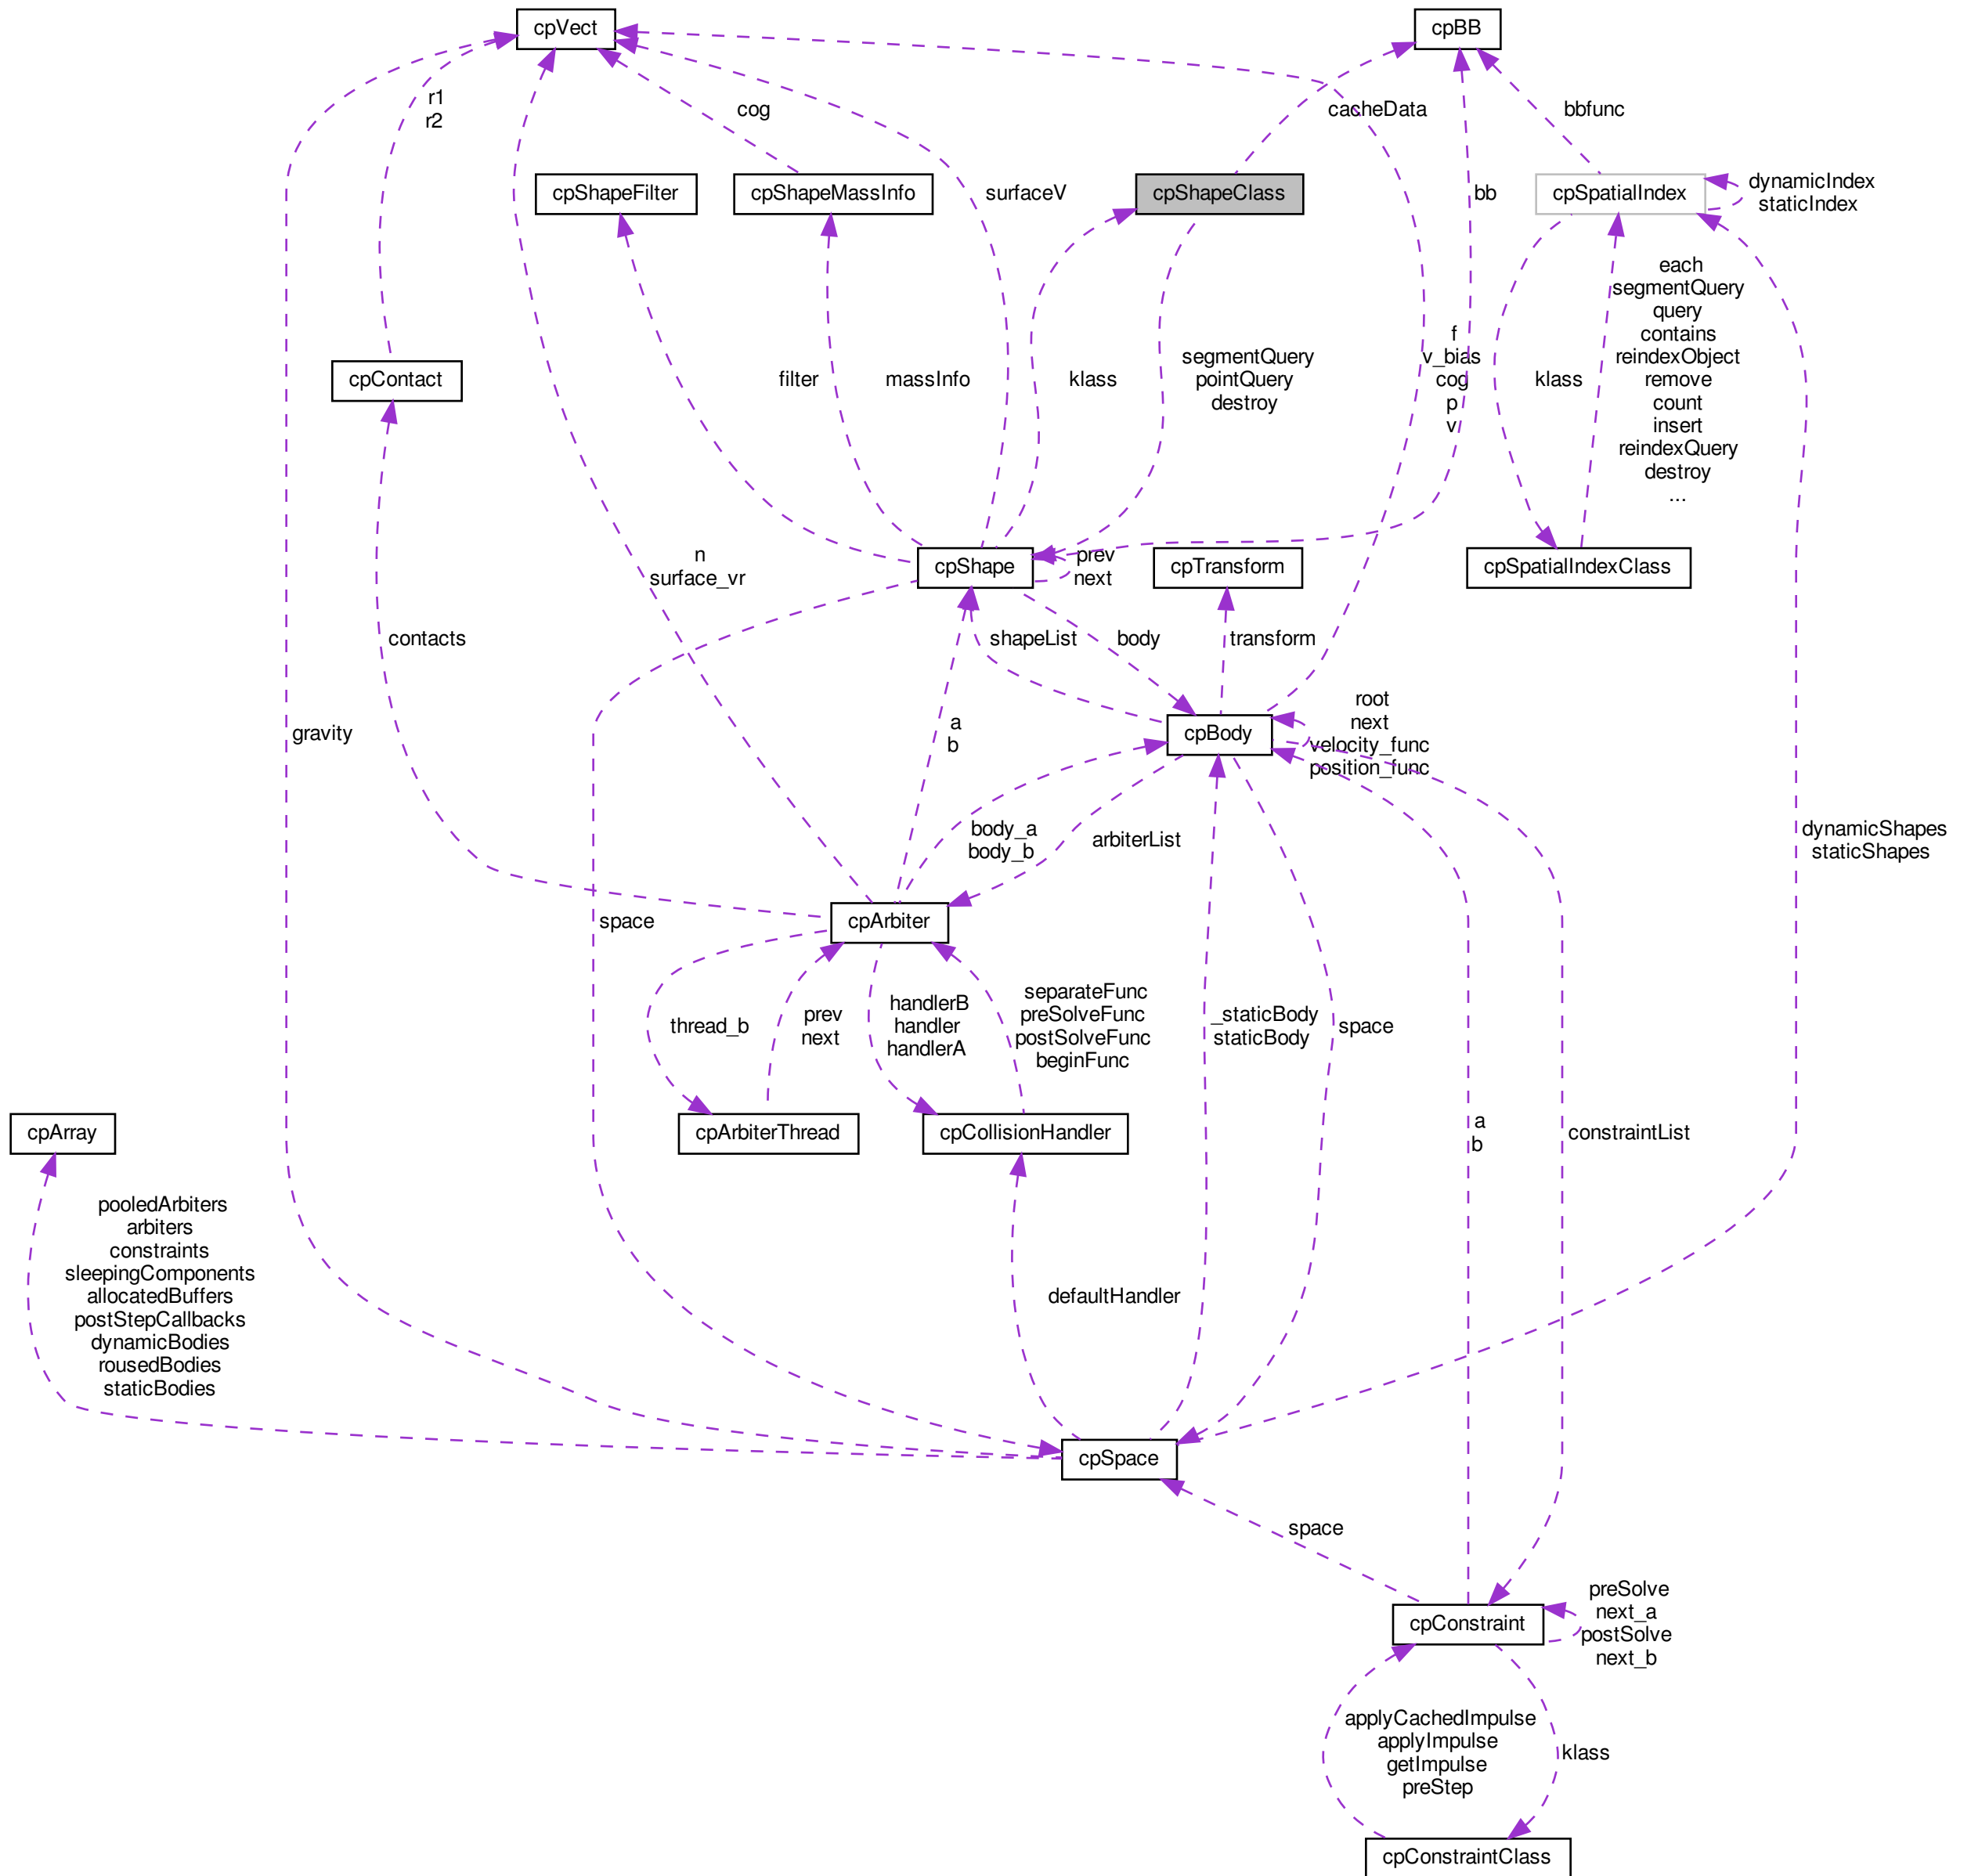 cpVect
cpBB
r1
r2
cog
cacheData
bbfunc
cpShapeFilter
cpShapeMassInfo
surfaceV
cpShapeClass
bb
cpSpatialIndex
dynamicIndex
staticIndex
cpContact
filter
massInfo
klass
segmentQuery
pointQuery
destroy
f
v_bias
cog
p
v
klass
each
segmentQuery
query
contains
reindexObject
remove
count
insert
reindexQuery
destroy
...
n
surface_vr
cpShape
prev
next
cpTransform
cpSpatialIndexClass
contacts
shapeList
body
transform
gravity
a
b
cpBody
root
next
velocity_func
position_func
body_a
body_b
arbiterList
dynamicShapes
staticShapes
space
cpArbiter
thread_b
prev
next
handlerB
handler
handlerA
separateFunc
preSolveFunc
postSolveFunc
beginFunc
_staticBody
staticBody
space
cpArray
cpArbiterThread
cpCollisionHandler
a
b
constraintList
pooledArbiters
arbiters
constraints
sleepingComponents
allocatedBuffers
postStepCallbacks
dynamicBodies
rousedBodies
staticBodies
defaultHandler
cpSpace
space
cpConstraint
preSolve
next_a
postSolve
next_b
applyCachedImpulse
applyImpulse
getImpulse
preStep
klass
cpConstraintClass